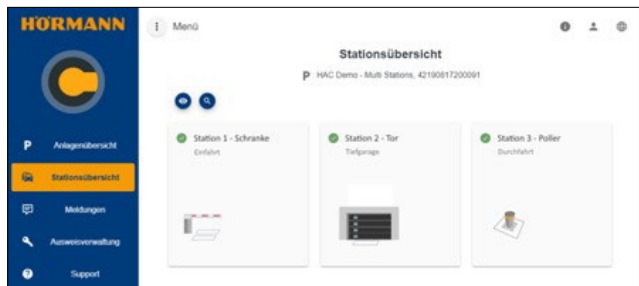 HÖRMANN
Menü
Stationsübersicht
P HAC Demo - Multi Stations, 42190817200091
P Anlagenübersicht
Stationsübersicht
Meldungen
Ausweisverwaltung
Support
Station 1 - Schranke
Einfahrt
Station 2 - Tor
Tiefgarage
Station 3 - Poller
Durchfahrt